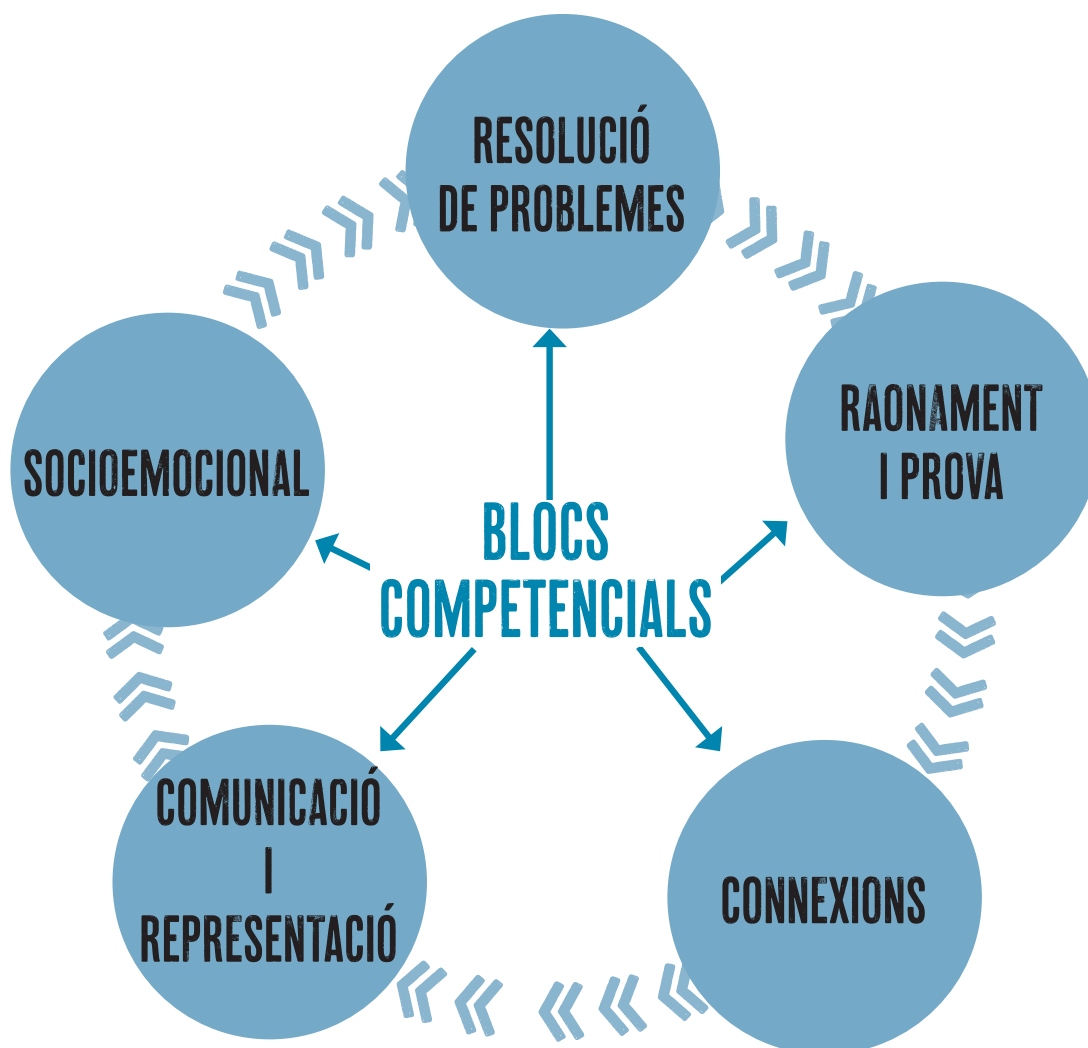 RESOLUCIÓ
DE PROBLEMES
RAONAMENT
I PROVA
SOCIOEMOCIONAL
BLOCS
COMPETENCIALS
COMUNICACIÓ
I
REPRESENTACIÓ
CONNEXIONS